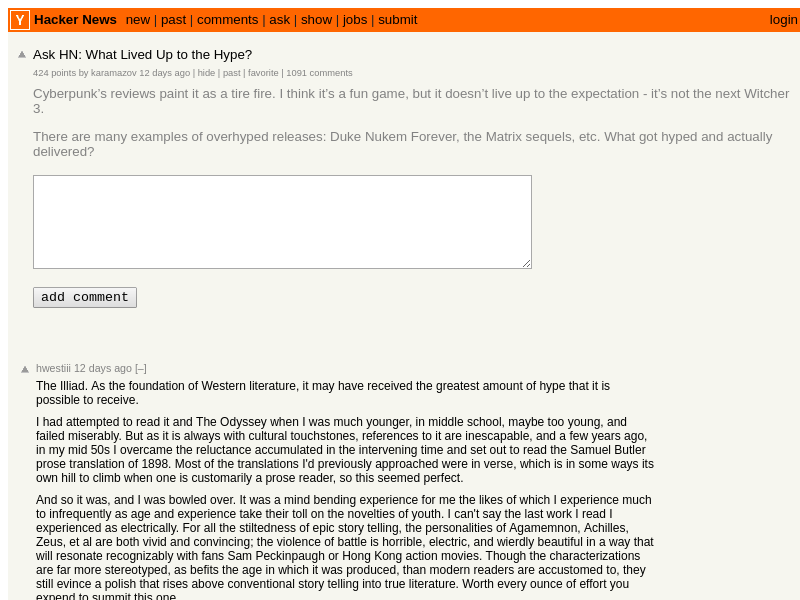 Y Hacker News new | past | comments | ask | show | jobs | submit login
Ask HN: What Lived Up to the Hype?
424 points by karamazov 12 days ago | hide | past | favorite | 1091 comments
Cyberpunk's reviews paint it as a tire fire. I think it's a fun game, but it doesn't live up to the expectation - it's not the next Witcher
3.
There are many examples of overhyped releases: Duke Nukem Forever, the Matrix sequels, etc. What got hyped and actually
delivered?
add comment
hwestiii 12 days ago [–]
The Illiad. As the foundation of Western literature, it may have received the greatest amount of hype that it is
possible to receive.
I had attempted to read it and The Odyssey when I was much younger, in middle school, maybe too young, and
failed miserably. But as it is always with cultural touchstones, references to it are inescapable, and a few years ago,
in my mid 50s I overcame the reluctance accumulated in the intervening time and set out to read the Samuel Butler
prose translation of 1898. Most of the translations I'd previously approached were in verse, which is in some ways its
own hill to climb when one is customarily a prose reader, so this seemed perfect.
And so it was, and I was bowled over. It was a mind bending experience for me the likes of which I experience much
to infrequently as age and experience take their toll on the novelties of youth. I can't say the last work I read I
experienced as electrically. For all the stiltedness of epic story telling, the personalities of Agamemnon, Achilles,
Zeus, et al are both vivid and convincing; the violence of battle is horrible, electric, and wierdly beautiful in a way that
will resonate recognizably with fans Sam Peckinpaugh or Hong Kong action movies. Though the characterizations
are far more stereotyped, as befits the age in which it was produced, than modern readers are accustomed to, they
still evince a polish that rises above conventional story telling into true literature. Worth every ounce of effort you
expend to summit this one.